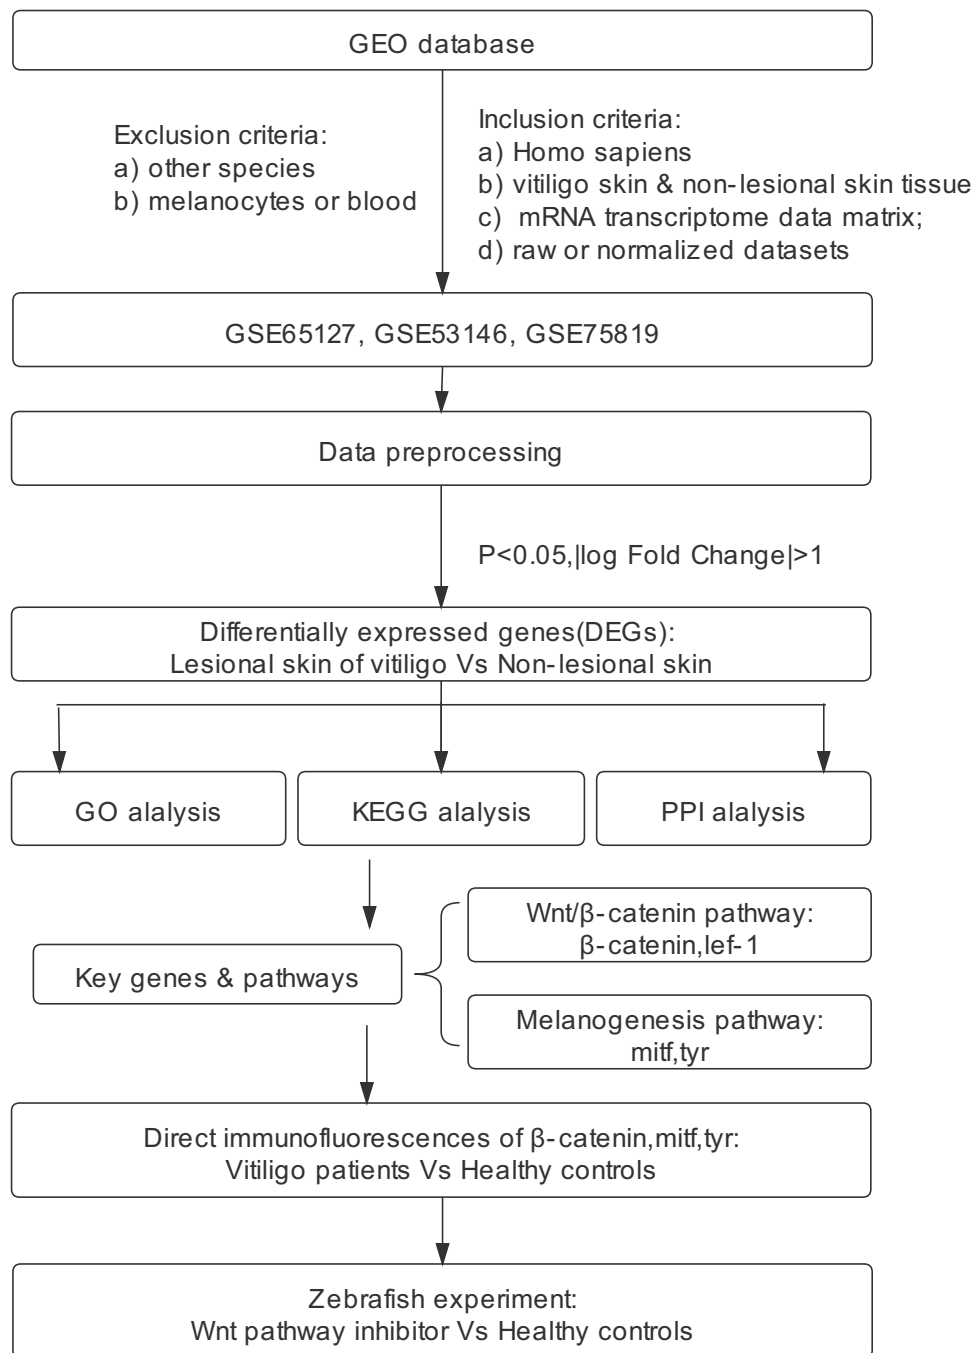 GEO database
Exclusion criteria:
a) other species
b) melanocytes or blood
Inclusion criteria:
a) Homo sapiens
b) vitiligo skin & non-lesional skin tissue
c) mRNA transcriptome data matrix;
d) raw or normalized datasets
GSE65127, GSE53146, GSE75819
Data preprocessing
P<0.05,|log Fold Change|>1
Differentially expressed genes(DEGs):
Lesional skin of vitiligo Vs Non-lesional skin
GO alalysis
KEGG alalysis
PPI alalysis
Key genes & pathways
Wnt/β-catenin pathway:
β-catenin,lef-1
Melanogenesis pathway:
mitf,tyr
Direct immunofluorescences of β-catenin,mitf,tyr:
Vitiligo patients Vs Healthy controls
Zebrafish experiment:
Wnt pathway inhibitor Vs Healthy controls